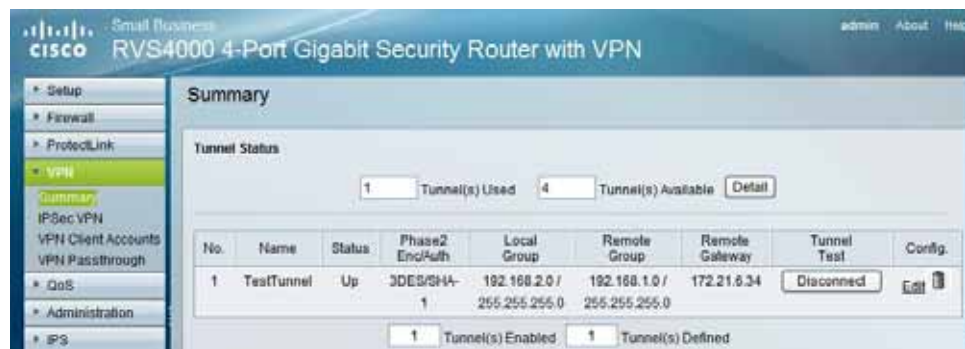 Small Business
cisco RVS4000 4-Port Gigabit Security Router with VPN
admin About Help
Setup
Firewall
ProtectLink
VPN
Summary
IPSec VPN
VPN Client Accounts
VPN Passthrough
QoS
Administration
IPS
Summary
Tunnel Status
1 Tunnel(s) Used 4 Tunnel(s) Available Detail
No. Name Status Phase2 Enc/Auth Local Group Remote Group Remote Gateway Tunnel Test Config.
1 TestTunnel Up 3DES/SHA-1 192.168.2.0 / 255.255.255.0 192.168.1.0 / 255.255.255.0 172.21.6.34 Disconnect Edit
1 Tunnel(s) Enabled 1 Tunnel(s) Defined